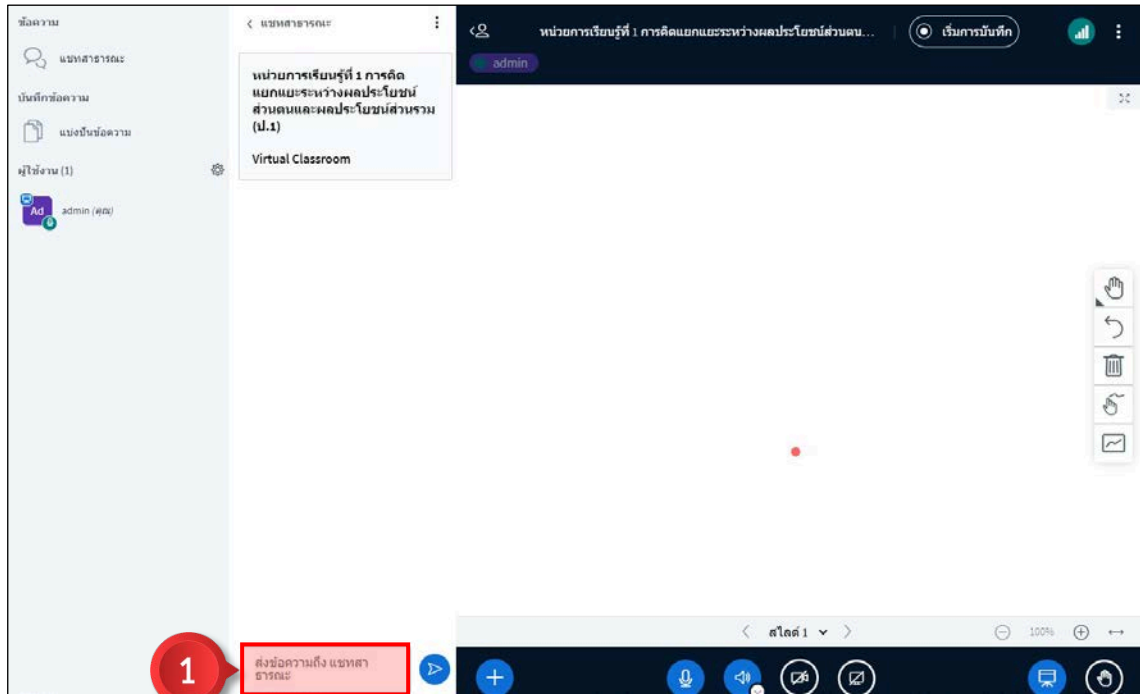 ข้อความ
แชทสาธารณะ
บันทึกข้อความ
แบ่งปันข้อความ
ผู้ใช้งาน (1)
Ad
admin (คุณ)
แชทสาธารณะ
หน่วยการเรียนรู้ที่ 1 การคิด
แยกแยะระหว่างผลประโยชน์
ส่วนตนและผลประโยชน์ส่วนรวม
(ป.1)
Virtual Classroom
ส่งข้อความถึง แชทสา
ธารณะ
1
หน่วยการเรียนรู้ที่ 1 การคิดแยกแยะระหว่างผลประโยชน์ส่วนตน...
เริ่มการบันทึก
admin
สไลด์ 1
100%